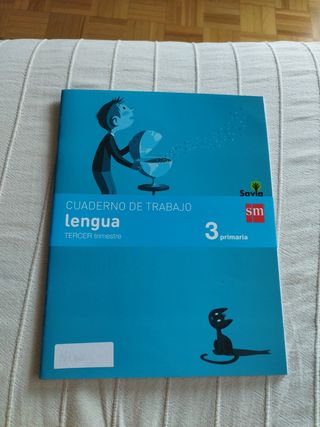 CUADERNO DE TRABAJO
lengua
TERCER trimestre
Savia
sm
3 primaria